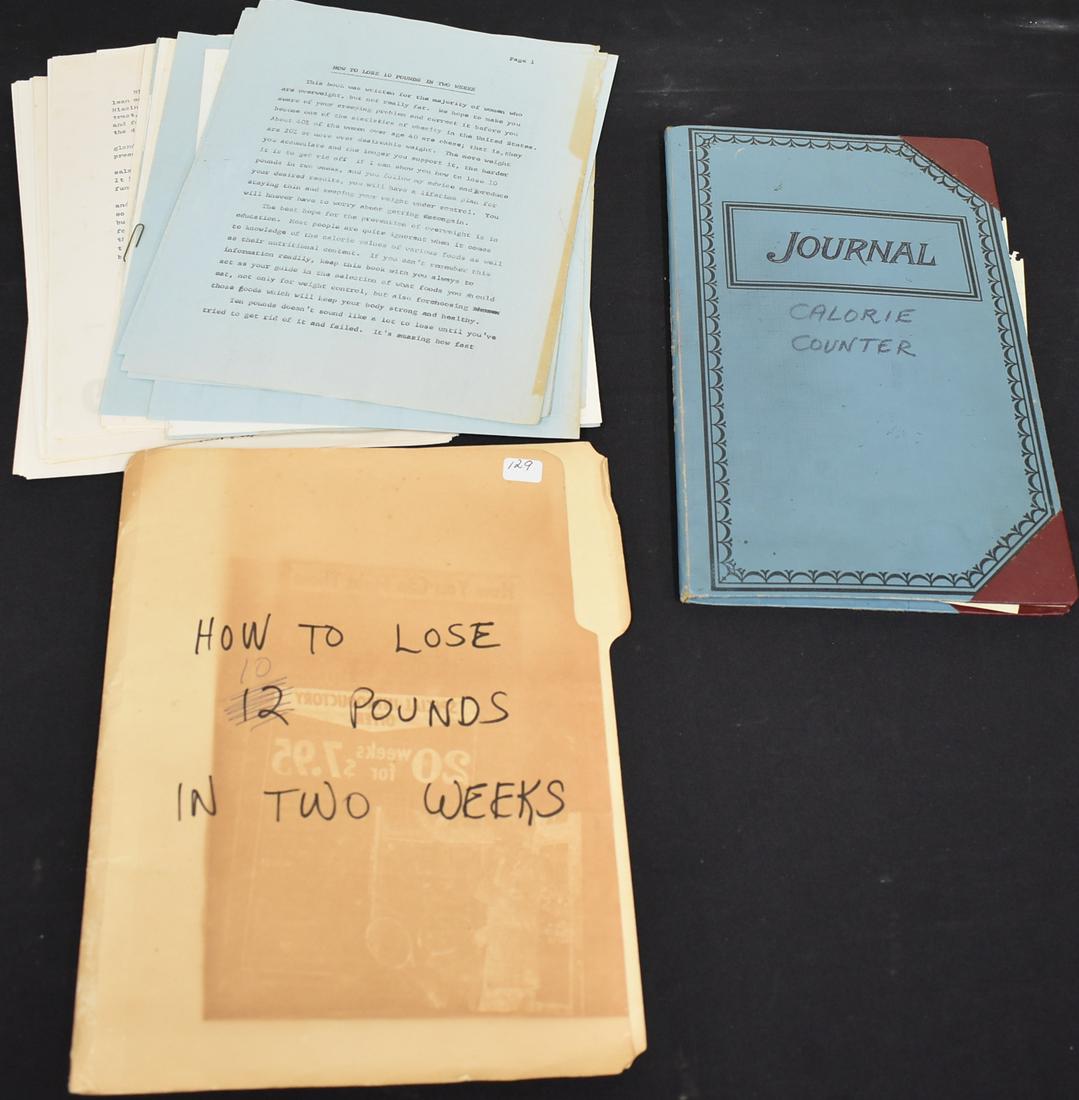 Page 1
HOW TO LOSE 10 POUNDS IN TWO WEEKS
This book was written for the majority of women who
are overweight, but not really fat. We hope to make you
aware of your creeping problem and correct it before you
become one of the statistics of obesity in the United States.
About 40% of the women over age 40 are obese; that is, they
are 20% or more over desireable weight. The more weight
you accumulate and the longer you support it, the harder
it is to get rid off if I can show you how to lose 10
pounds in two weeks, and you follow my advice and produce
your desired results, you will have a lifetime plan for
staying thin and keeping your weight under control. You
will never have to worry about getting again.
The best hope for the prevention of overweight is in
education. Most people are quite ignorant when it comes
to knowledge of the calorie values of various foods as well
as their nutritional content. If you can't remember this
information readily, keep this book with you always to
act as your guide in the selection of what foods you should
eat, not only for weight control, but also for choosing
those goods which will keep your body strong and healthy.
Ten pounds doesn't sound like a lot to lose until you've
tried to get rid of it and failed. It's amazing how fast
JOURNAL
CALORIE
COUNTER
129
HOW TO LOSE
10
12 POUNDS
IN TWO WEEKS
INTRODUCTORY
OFFER
20 weeks
for $7.95